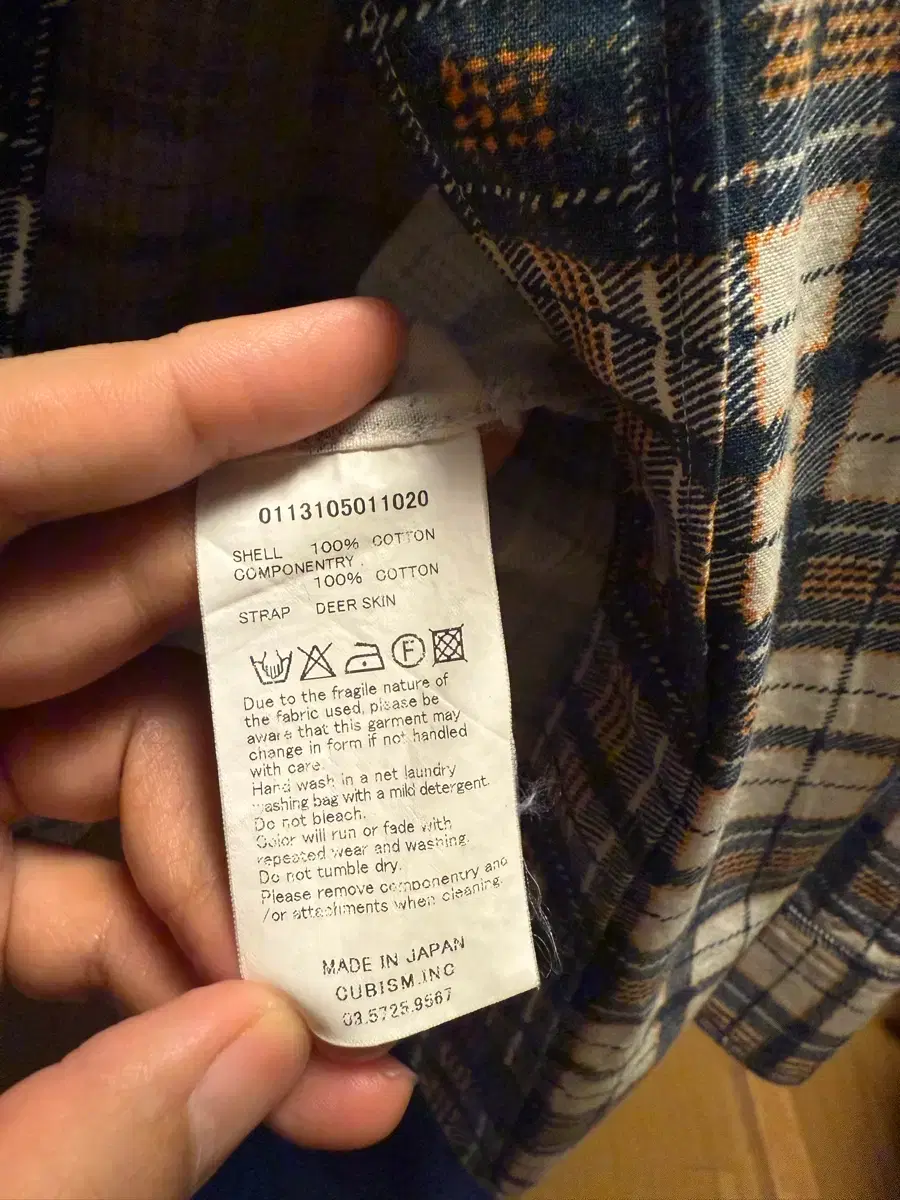 0113105011020
SHELL 100% COTTON
COMPONENTRY
100% COTTON
STRAP DEER SKIN
F
Due to the fragile nature of
the fabric used, please be
aware that this garment may
change in form if not handled
with care.
Hand wash in a net laundry
washing bag with a mild detergent.
Do not bleach.
Color will run or fade with
repeated wear and washing.
Do not tumble dry.
Please remove componentry and
/or attachments when cleaning.
MADE IN JAPAN
CUBISM.INC
03.5725.9567